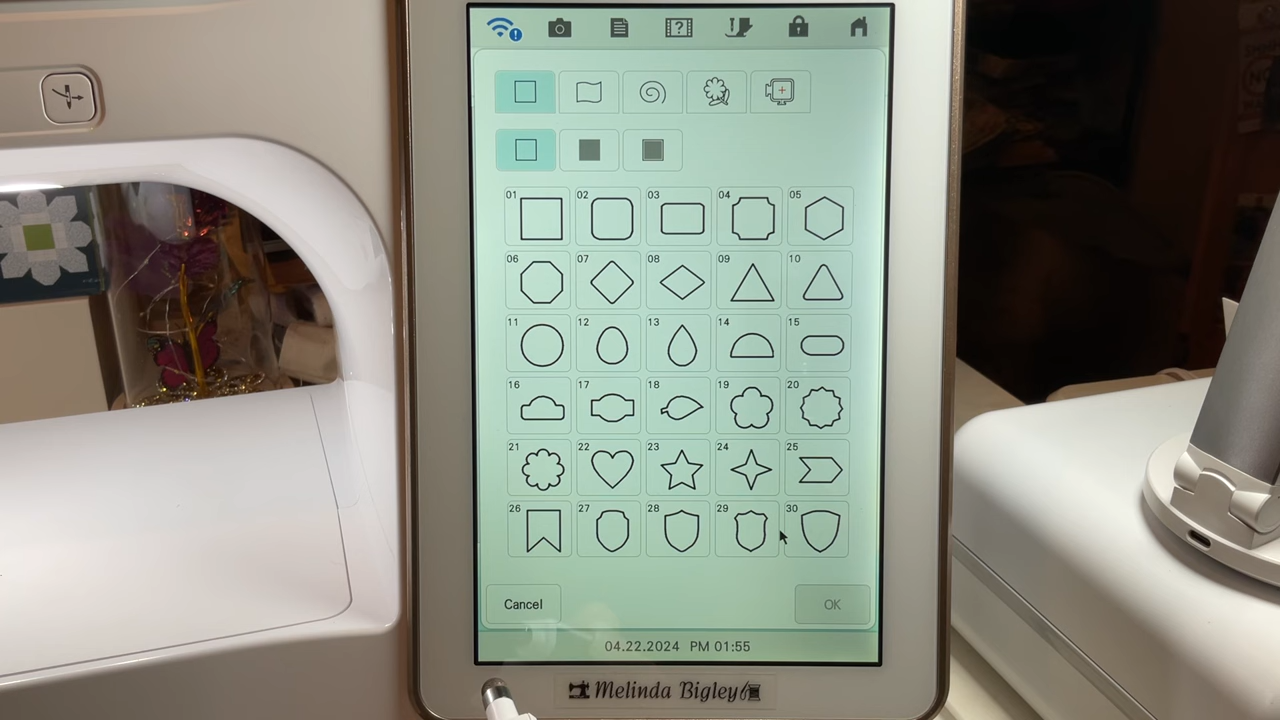 ?
01 02 03 04 05
06 07 08 09 10
11 12 13 14 15
16 17 18 19 20
21 22 23 24 25
26 27 28 29 30
Cancel OK
04.22.2024 PM 01:55
Melinda Bigley